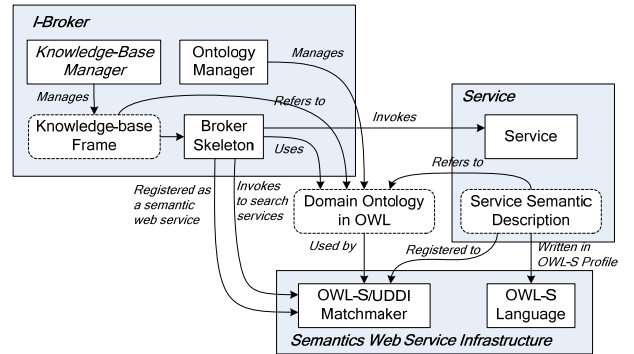 I-Broker
Knowledge-Base
Manager
Ontology
Manager
Manages
Manages
Refers to
Knowledge-base
Frame
Broker
Skeleton
Uses
Invokes
Service
Service
Refers to
Registered as
a semantic
web service
Invokes
to search
services
Domain Ontology
in OWL
Service Semantic
Description
Used by
Registered to
Written in
OWL-S Profile
OWL-S/UDDI
Matchmaker
OWL-S
Language
Semantics Web Service Infrastructure